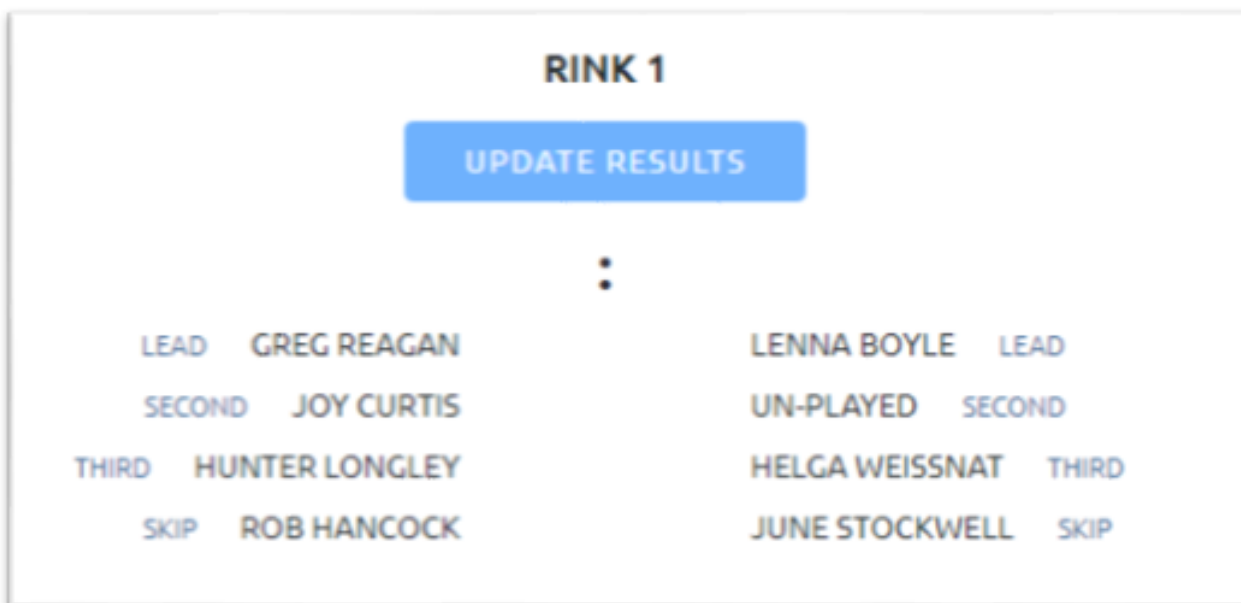 RINK 1
UPDATE RESULTS
:
LEAD GREG REAGAN LENNA BOYLE LEAD
SECOND JOY CURTIS UN-PLAYED SECOND
THIRD HUNTER LONGLEY HELGA WEISSNAT THIRD
SKIP ROB HANCOCK JUNE STOCKWELL SKIP